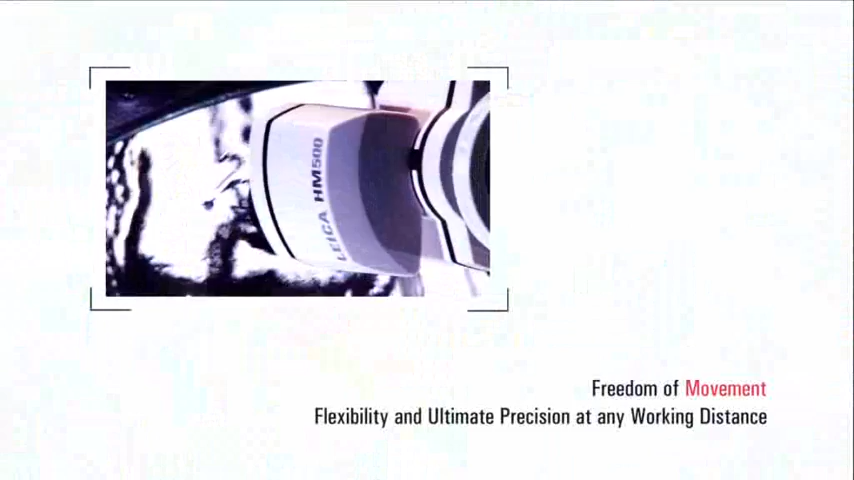 LEICA HM500
Freedom of Movement
Flexibility and Ultimate Precision at any Working Distance